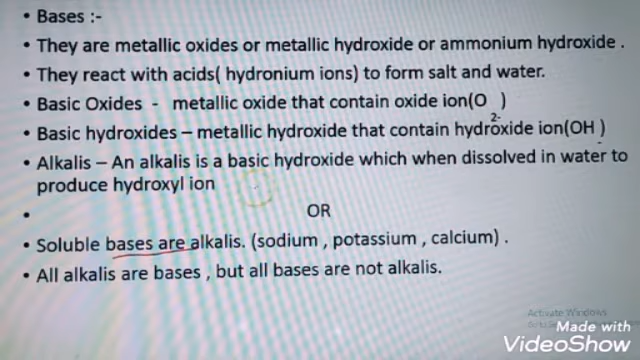 • Bases :-
• They are metallic oxides or metallic hydroxide or ammonium hydroxide .
• They react with acids( hydronium ions) to form salt and water.
• Basic Oxides - metallic oxide that contain oxide ion(O 2- )
• Basic hydroxides – metallic hydroxide that contain hydroxide ion(OH - )
• Alkalis – An alkalis is a basic hydroxide which when dissolved in water to
produce hydroxyl ion
• OR
• Soluble bases are alkalis. (sodium , potassium , calcium) .
• All alkalis are bases , but all bases are not alkalis.
Activate Windows
Made with
VideoShow